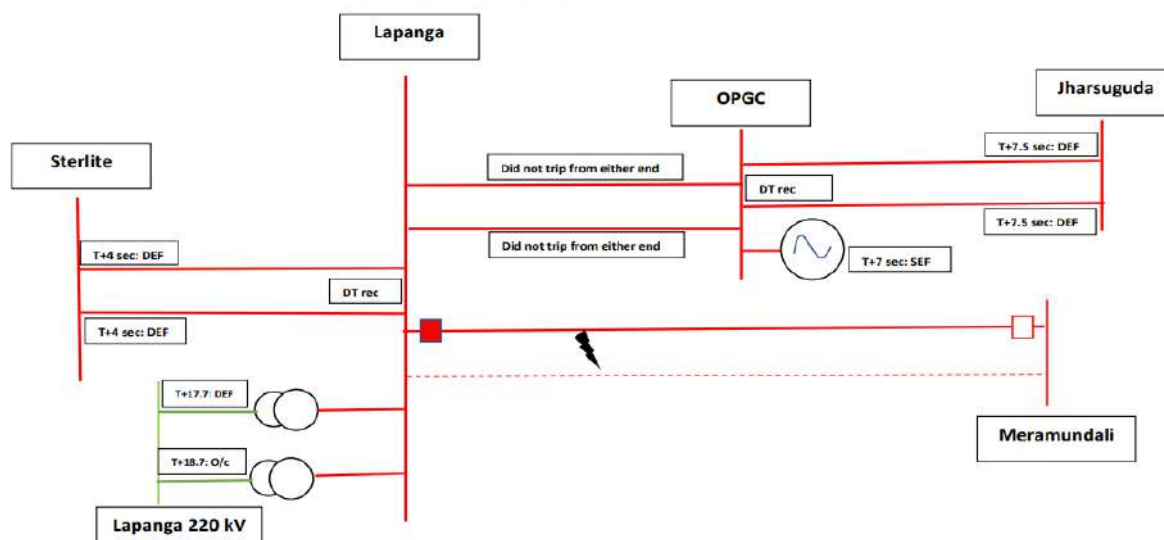 Lapanga
OPGC
Jharsuguda
Sterlite
T+7.5 sec: DEF
Did not trip from either end
DT rec
T+7.5 sec: DEF
Did not trip from either end
T+4 sec: DEF
T+7 sec: SEF
DT rec
T+4 sec: DEF
T+17.7: DEF
Meramundali
T+18.7: O/c
Lapanga 220 kV